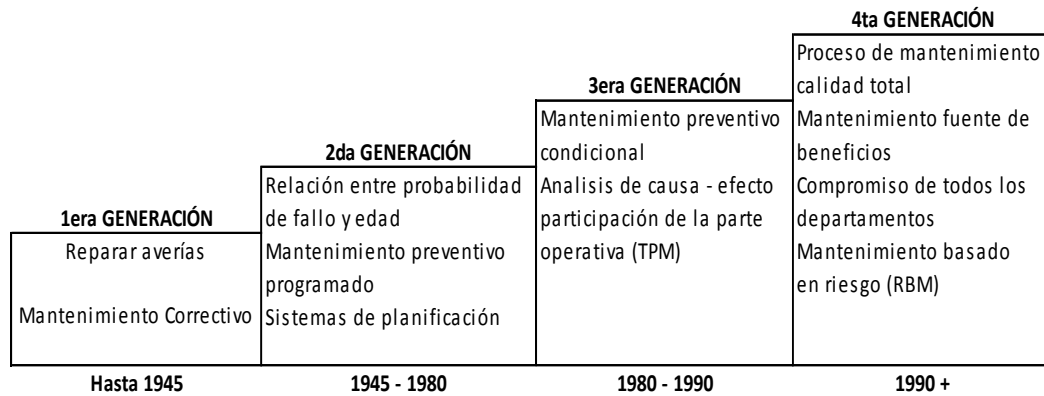 1era GENERACIÓN
Reparar averías
Mantenimiento Correctivo
Hasta 1945
2da GENERACIÓN
Relación entre probabilidad
de fallo y edad
Mantenimiento preventivo
programado
Sistemas de planificación
1945 - 1980
3era GENERACIÓN
Mantenimiento preventivo
condicional
Analisis de causa - efecto
participación de la parte
operativa (TPM)
1980 - 1990
4ta GENERACIÓN
Proceso de mantenimiento
calidad total
Mantenimiento fuente de
beneficios
Compromiso de todos los
departamentos
Mantenimiento basado
en riesgo (RBM)
1990 +